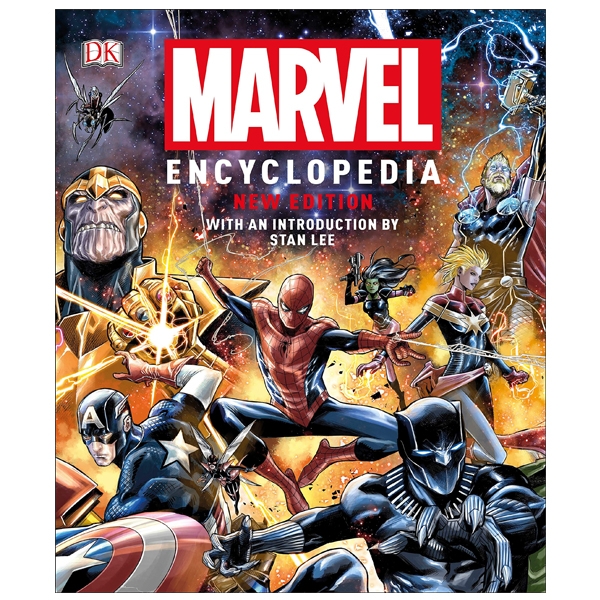 DK
MARVEL
ENCYCLOPEDIA
NEW EDITION
WITH AN INTRODUCTION BY
STAN LEE
A